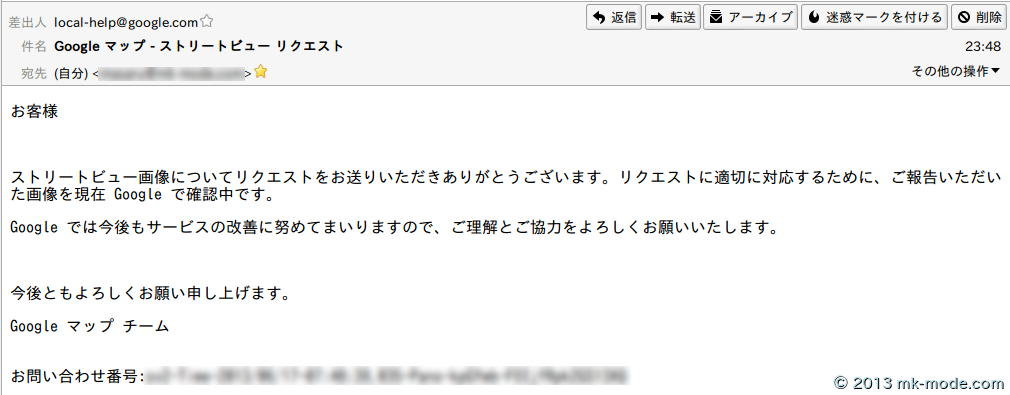 差出人 local-help@google.com 返信 転送 アーカイブ 迷惑マークを付ける 削除
件名 Google マップ - ストリートビュー リクエスト 23:48
宛先 (自分) < > その他の操作
お客様
ストリートビュー画像についてリクエストをお送りいただきありがとうございます。リクエストに適切に対応するために、ご報告いただい
た画像を現在 Google で確認中です。
Google では今後もサービスの改善に努めてまいりますので、ご理解とご協力をよろしくお願いいたします。
今後ともよろしくお願い申し上げます。
Google マップ チーム
お問い合わせ番号:
© 2013 mk-mode.com